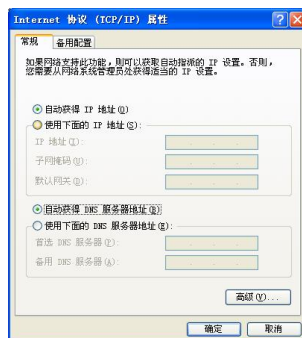 Internet 协议 (TCP/IP) 属性
常规 备用配置
如果网络支持此功能,则可以获取自动指派的 IP 设置。否则,
您需要从网络系统管理员处获得适当的 IP 设置。
自动获得 IP 地址(O)
使用下面的 IP 地址(S):
IP 地址(I):
子网掩码(U):
默认网关(D):
自动获得 DNS 服务器地址(B)
使用下面的 DNS 服务器地址(E):
首选 DNS 服务器(P):
备用 DNS 服务器(A):
高级(V)...
确定 取消